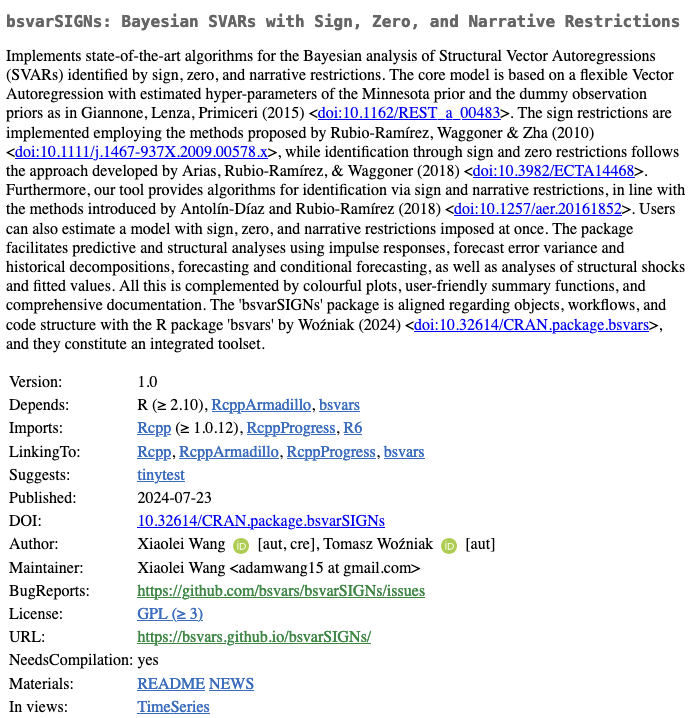 bsvarSIGNs: Bayesian SVARs with Sign, Zero, and Narrative Restrictions
Implements state-of-the-art algorithms for the Bayesian analysis of Structural Vector Autoregressions
(SVARs) identified by sign, zero, and narrative restrictions. The core model is based on a flexible Vector
Autoregression with estimated hyper-parameters of the Minnesota prior and the dummy observation
priors as in Giannone, Lenza, Primiceri (2015) <doi:10.1162/REST_a_00483>. The sign restrictions are
implemented employing the methods proposed by Rubio-Ramírez, Waggoner & Zha (2010)
<doi:10.1111/j.1467-937X.2009.00578.x>, while identification through sign and zero restrictions follows
the approach developed by Arias, Rubio-Ramírez, & Waggoner (2018) <doi:10.3982/ECTA14468>.
Furthermore, our tool provides algorithms for identification via sign and narrative restrictions, in line with
the methods introduced by Antolín-Díaz and Rubio-Ramírez (2018) <doi:10.1257/aer.20161852>. Users
can also estimate a model with sign, zero, and narrative restrictions imposed at once. The package
facilitates predictive and structural analyses using impulse responses, forecast error variance and
historical decompositions, forecasting and conditional forecasting, as well as analyses of structural shocks
and fitted values. All this is complemented by colourful plots, user-friendly summary functions, and
comprehensive documentation. The 'bsvarSIGNs' package is aligned regarding objects, workflows, and
code structure with the R package 'bsvars' by Woźniak (2024) <doi:10.32614/CRAN.package.bsvars>,
and they constitute an integrated toolset.
Version: 1.0
Depends: R (≥ 2.10), RcppArmadillo, bsvars
Imports: Rcpp (≥ 1.0.12), RcppProgress, R6
LinkingTo: Rcpp, RcppArmadillo, RcppProgress, bsvars
Suggests: tinytest
Published: 2024-07-23
DOI: 10.32614/CRAN.package.bsvarSIGNs
Author: Xiaolei Wang iD [aut, cre], Tomasz Woźniak iD [aut]
Maintainer: Xiaolei Wang <adamwang15 at gmail.com>
BugReports: https://github.com/bsvars/bsvarSIGNs/issues
License: GPL (≥ 3)
URL: https://bsvars.github.io/bsvarSIGNs/
NeedsCompilation: yes
Materials: README NEWS
In views: TimeSeries